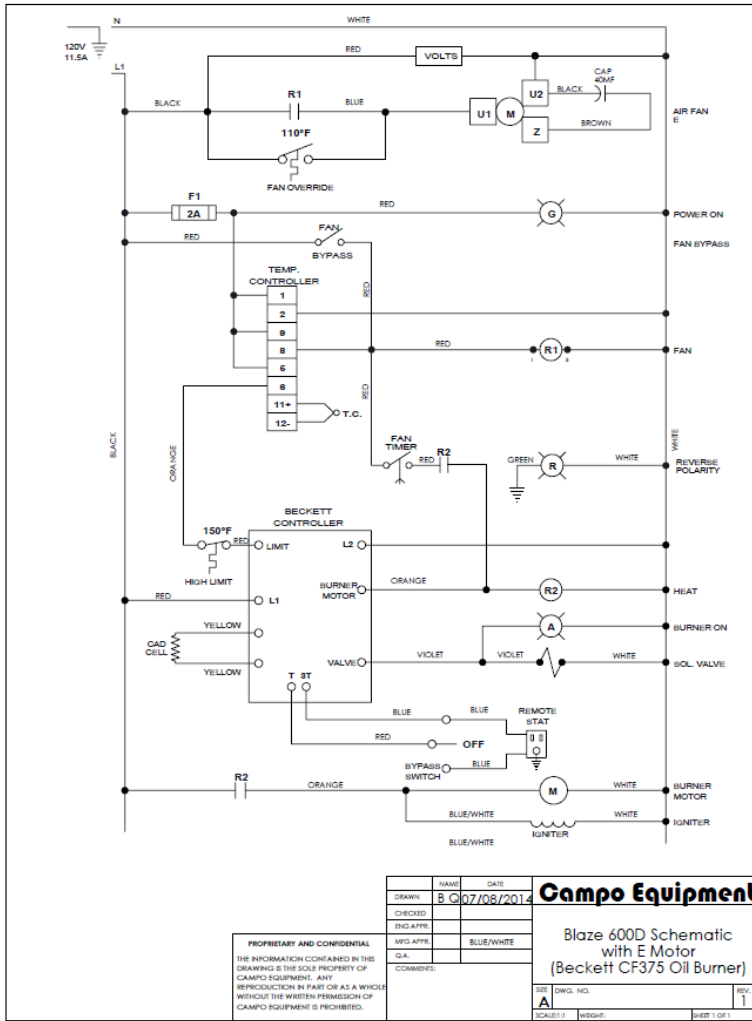 N
WHITE
120V
11.5A
L1
RED
VOLTS
CAP
40MF
R1
BLACK
BLUE
U1
M
U2
BLACK
Z
BROWN
AIR FAN
E
110°F
FAN OVERRIDE
F1
2A
RED
G
POWER ON
RED
FAN
BYPASS
FAN BYPASS
TEMP.
CONTROLLER
1
2
9
8
5
6
11+
12-
T.C.
RED
RED
R1
FAN
RED
BLACK
ORANGE
FAN
TIMER
RED
R2
GREEN
R
WHITE
WHITE
REVERSE
POLARITY
BECKETT
CONTROLLER
150°F
RED
LIMIT
L2
HIGH LIMIT
BURNER
MOTOR
ORANGE
R2
HEAT
RED
L1
YELLOW
CAD
CELL
YELLOW
A
BURNER ON
VALVE
VIOLET
VIOLET
WHITE
SOL. VALVE
T ST
BLUE
BLUE
REMOTE
STAT
RED
OFF
BYPASS
SWITCH
BLUE
R2
ORANGE
M
WHITE
BURNER
MOTOR
BLUE/WHITE
IGNITER
WHITE
IGNITER
BLUE/WHITE
NAME DATE
DRAWN B Q 07/08/2014
CHECKED
ENG APPR.
MFG APPR. BLUE/WHITE
Q.A.
COMMENTS:
PROPRIETARY AND CONFIDENTIAL
THE INFORMATION CONTAINED IN THIS
DRAWING IS THE SOLE PROPERTY OF
CAMPO EQUIPMENT. ANY
REPRODUCTION IN PART OR AS A WHOLE
WITHOUT THE WRITTEN PERMISSION OF
CAMPO EQUIPMENT IS PROHIBITED.
Campo Equipment
Blaze 600D Schematic
with E Motor
(Beckett CF375 Oil Burner)
SIZE DWG. NO. REV.
A 1
SCALE:1:1 WEIGHT: SHEET 1 OF 1